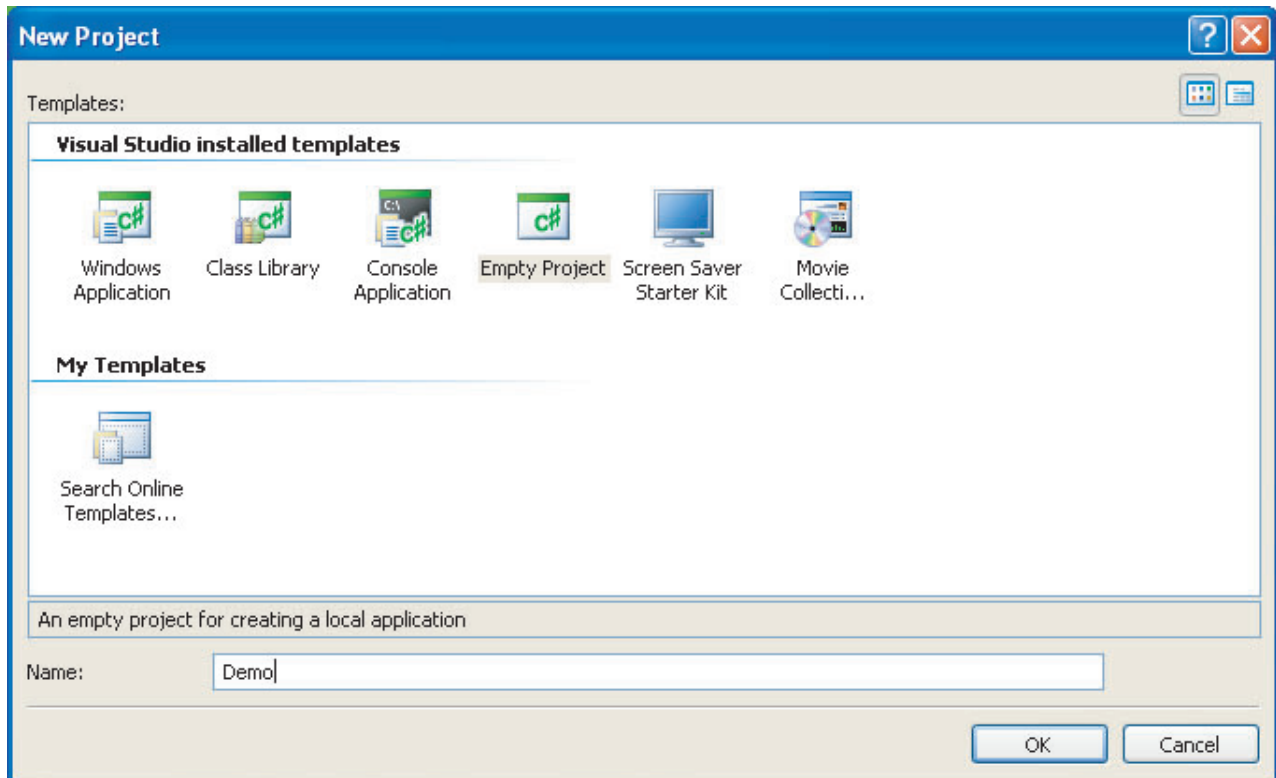 New Project
Templates:
Visual Studio installed templates
Windows
Application
Class Library
Console
Application
Empty Project
Screen Saver
Starter Kit
Movie
Collecti...
My Templates
Search Online
Templates...
An empty project for creating a local application
Name:
Demo
OK
Cancel